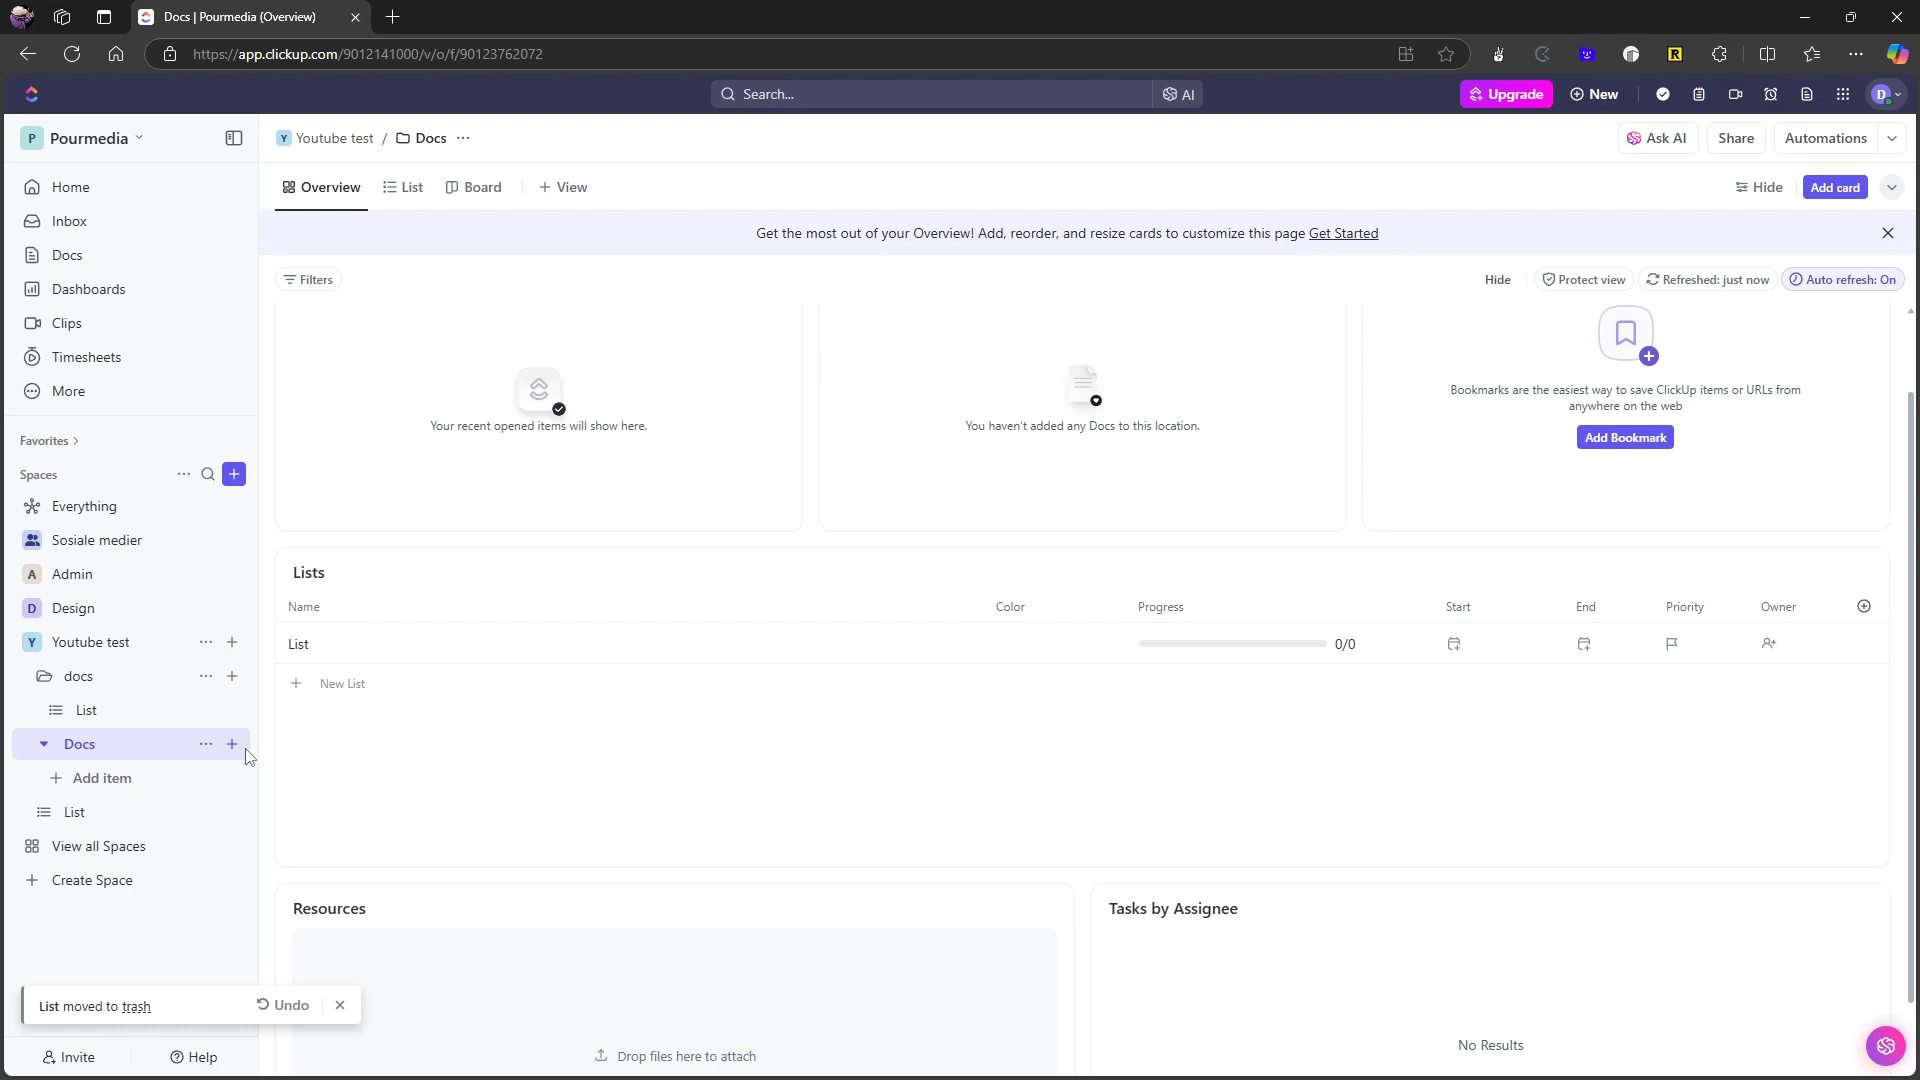 Docs | Pourmedia (Overview)
https://app.clickup.com/9012141000/v/o/f/90123762072
Search...
AI
Upgrade
New
D
P Pourmedia
Y Youtube test / Docs
Ask AI
Share
Automations
Home
Inbox
Docs
Dashboards
Clips
Timesheets
More
Favorites
Spaces
Everything
Sosiale medier
A Admin
D Design
Y Youtube test
docs
List
Docs
Add item
List
View all Spaces
Create Space
List moved to trash
Undo
Invite
Help
Overview
List
Board
View
Hide
Add card
Get the most out of your Overview! Add, reorder, and resize cards to customize this page Get Started
Filters
Hide
Protect view
Refreshed: just now
Auto refresh: On
Your recent opened items will show here.
You haven't added any Docs to this location.
Bookmarks are the easiest way to save ClickUp items or URLs from
anywhere on the web
Add Bookmark
Lists
Name
Color
Progress
Start
End
Priority
Owner
List
0/0
New List
Resources
Drop files here to attach
Tasks by Assignee
No Results